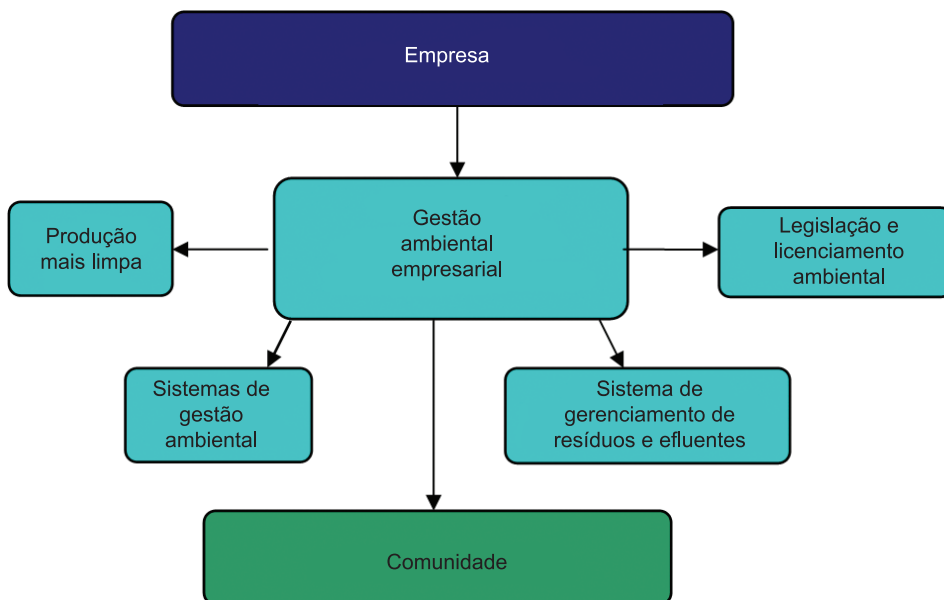 Empresa
Gestão
ambiental
empresarial
Produção
mais limpa
Legislação e
licenciamento
ambiental
Sistemas de
gestão
ambiental
Sistema de
gerenciamento de
resíduos e efluentes
Comunidade